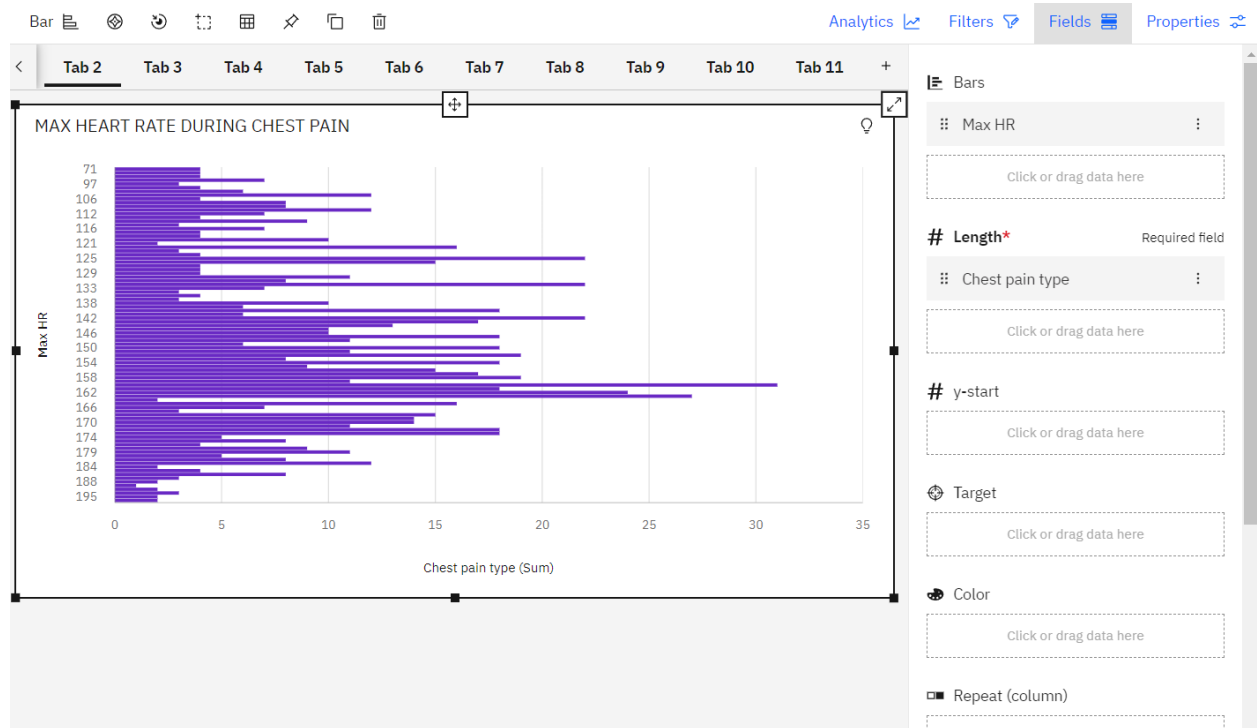 Bar
Analytics Filters Fields Properties
Tab 2 Tab 3 Tab 4 Tab 5 Tab 6 Tab 7 Tab 8 Tab 9 Tab 10 Tab 11 +
MAX HEART RATE DURING CHEST PAIN
Max HR
71
97
106
112
116
121
125
129
133
138
142
146
150
154
158
162
166
170
174
179
184
188
195
0 5 10 15 20 25 30 35
Chest pain type (Sum)
Bars
Max HR
Click or drag data here
# Length* Required field
Chest pain type
Click or drag data here
# y-start
Click or drag data here
Target
Click or drag data here
Color
Click or drag data here
Repeat (column)